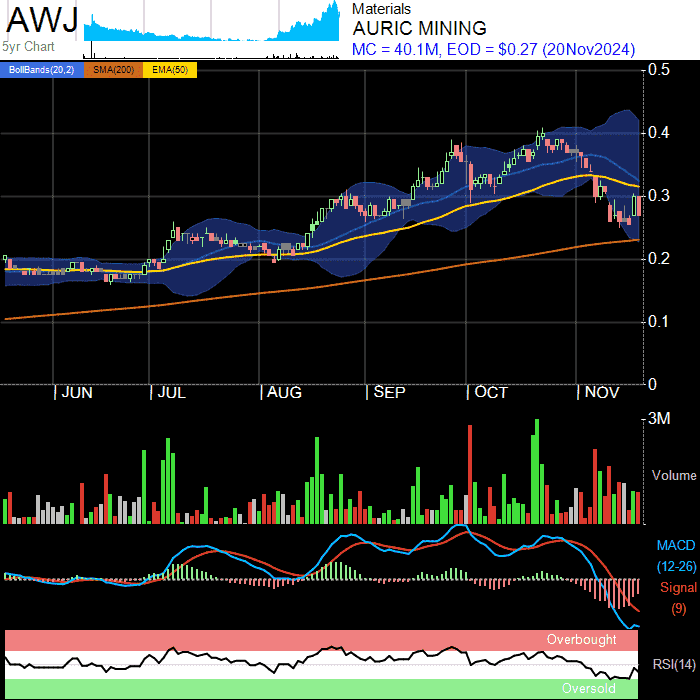 AWJ
5yr Chart
Materials
AURIC MINING
MC = 40.1M, EOD = $0.27 (20Nov2024)
BollBands(20,2) SMA(200) EMA(50)
0.5
0.4
0.3
0.2
0.1
0
JUN JUL AUG SEP OCT NOV
3M
Volume
MACD
(12-26)
Signal
(9)
Overbought
RSI(14)
Oversold